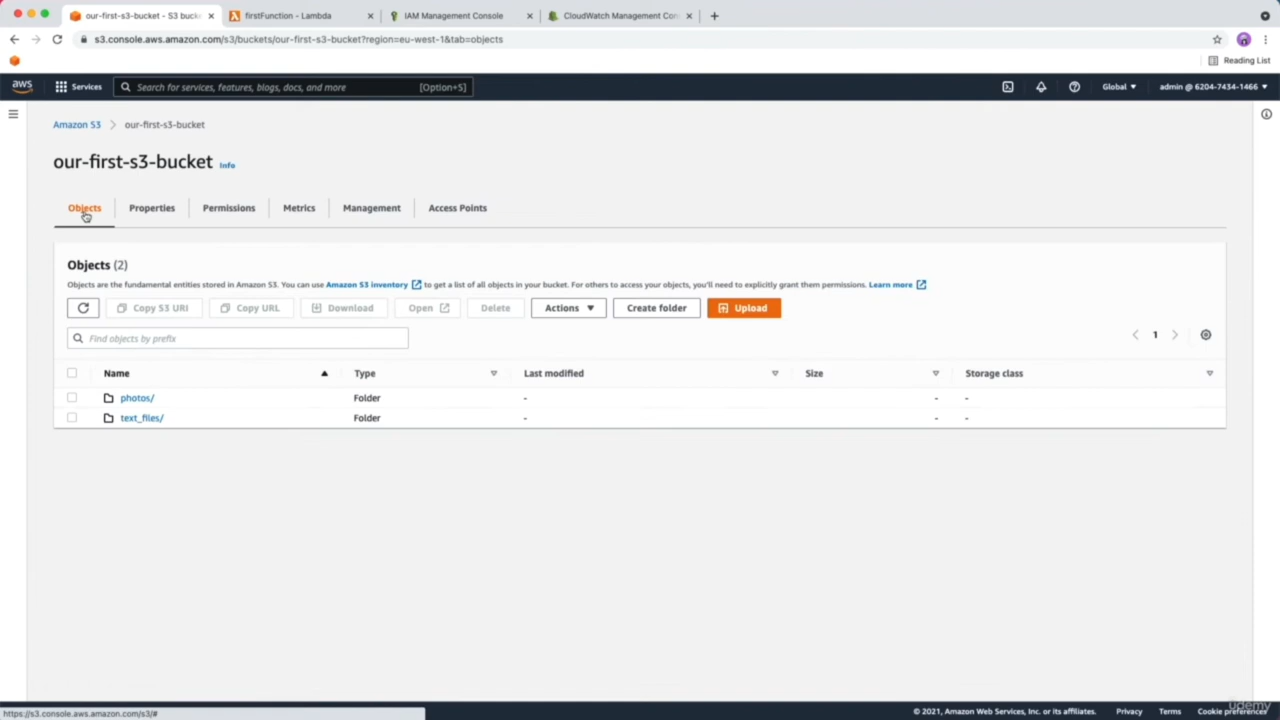 our-first-s3-bucket - S3 buck
firstFunction - Lambda
IAM Management Console
CloudWatch Management Con
s3.console.aws.amazon.com/s3/buckets/our-first-s3-bucket?region=eu-west-1&tab=objects
Reading List
aws Services Search for services, features, blogs, docs, and more [Option+S] Global admin @ 6204-7434-1466
Amazon S3 > our-first-s3-bucket
our-first-s3-bucket Info
Objects Properties Permissions Metrics Management Access Points
Objects (2)
Objects are the fundamental entities stored in Amazon S3. You can use Amazon S3 inventory to get a list of all objects in your bucket. For others to access your objects, you'll need to explicitly grant them permissions. Learn more
Copy S3 URI Copy URL Download Open Delete Actions Create folder Upload
Find objects by prefix
1
Name Type Last modified Size Storage class
photos/ Folder - - -
text_files/ Folder - - -
https://s3.console.aws.amazon.com/s3/#
© 2021, Amazon Web Services, Inc. or its affiliates. Privacy Terms Cookie preferences
udemy